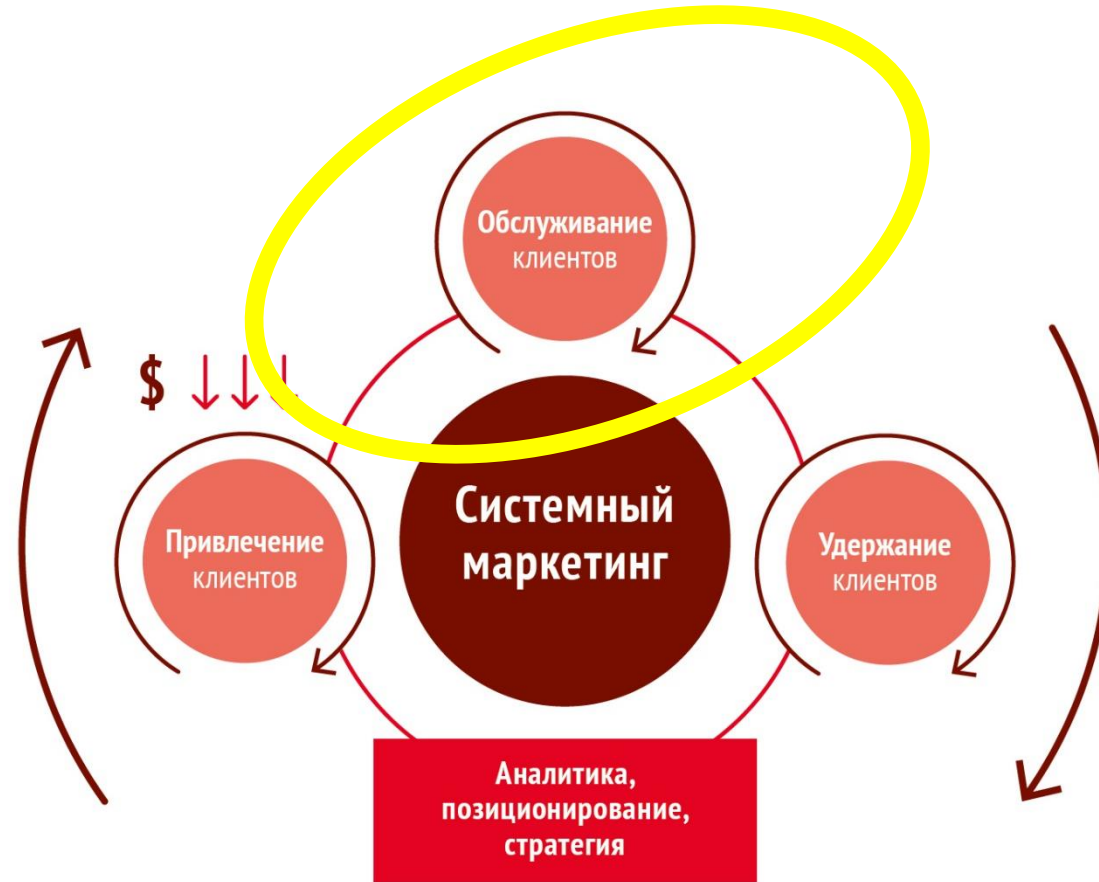 Обслуживание
клиентов
$
Привлечение
клиентов
Системный
маркетинг
Удержание
клиентов
Аналитика,
позиционирование,
стратегия